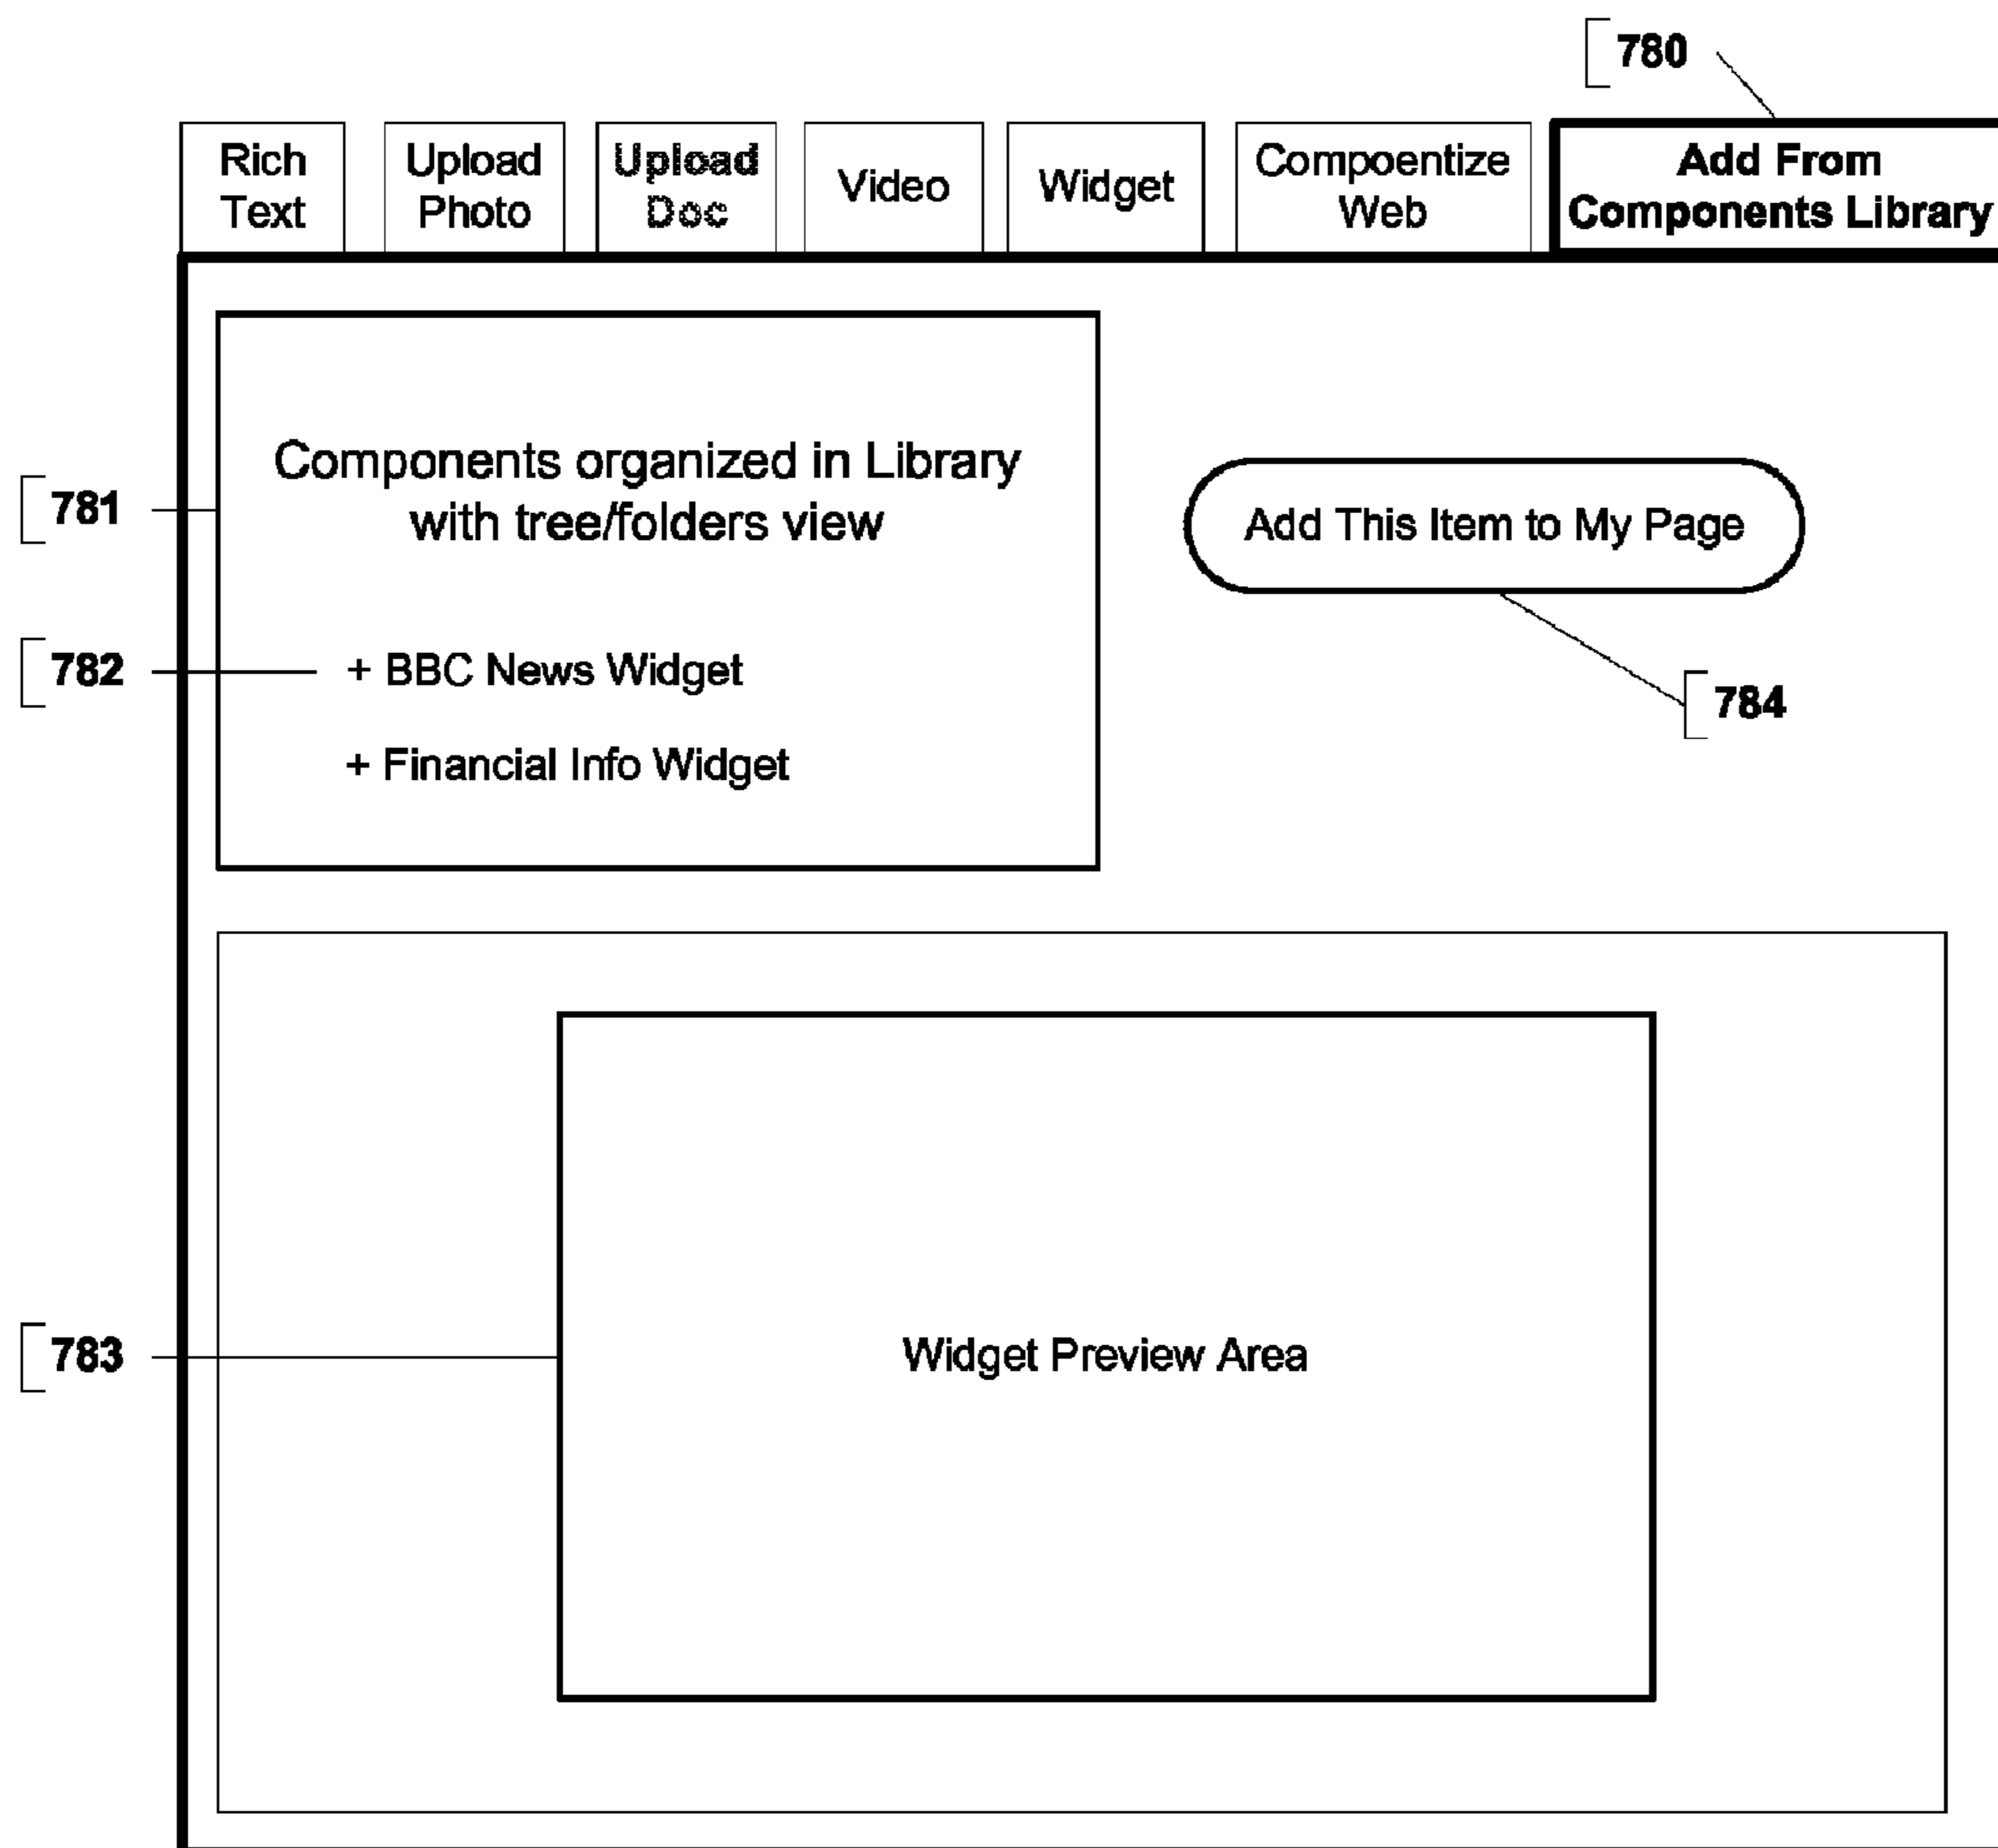 780
Rich
Text
Upload
Photo
Upload
Doc
Video
Widget
Compoentize
Web
Add From
Components Library
Components organized in Library
with tree/folders view
781
Add This Item to My Page
782
+ BBC News Widget
784
+ Financial Info Widget
783
Widget Preview Area